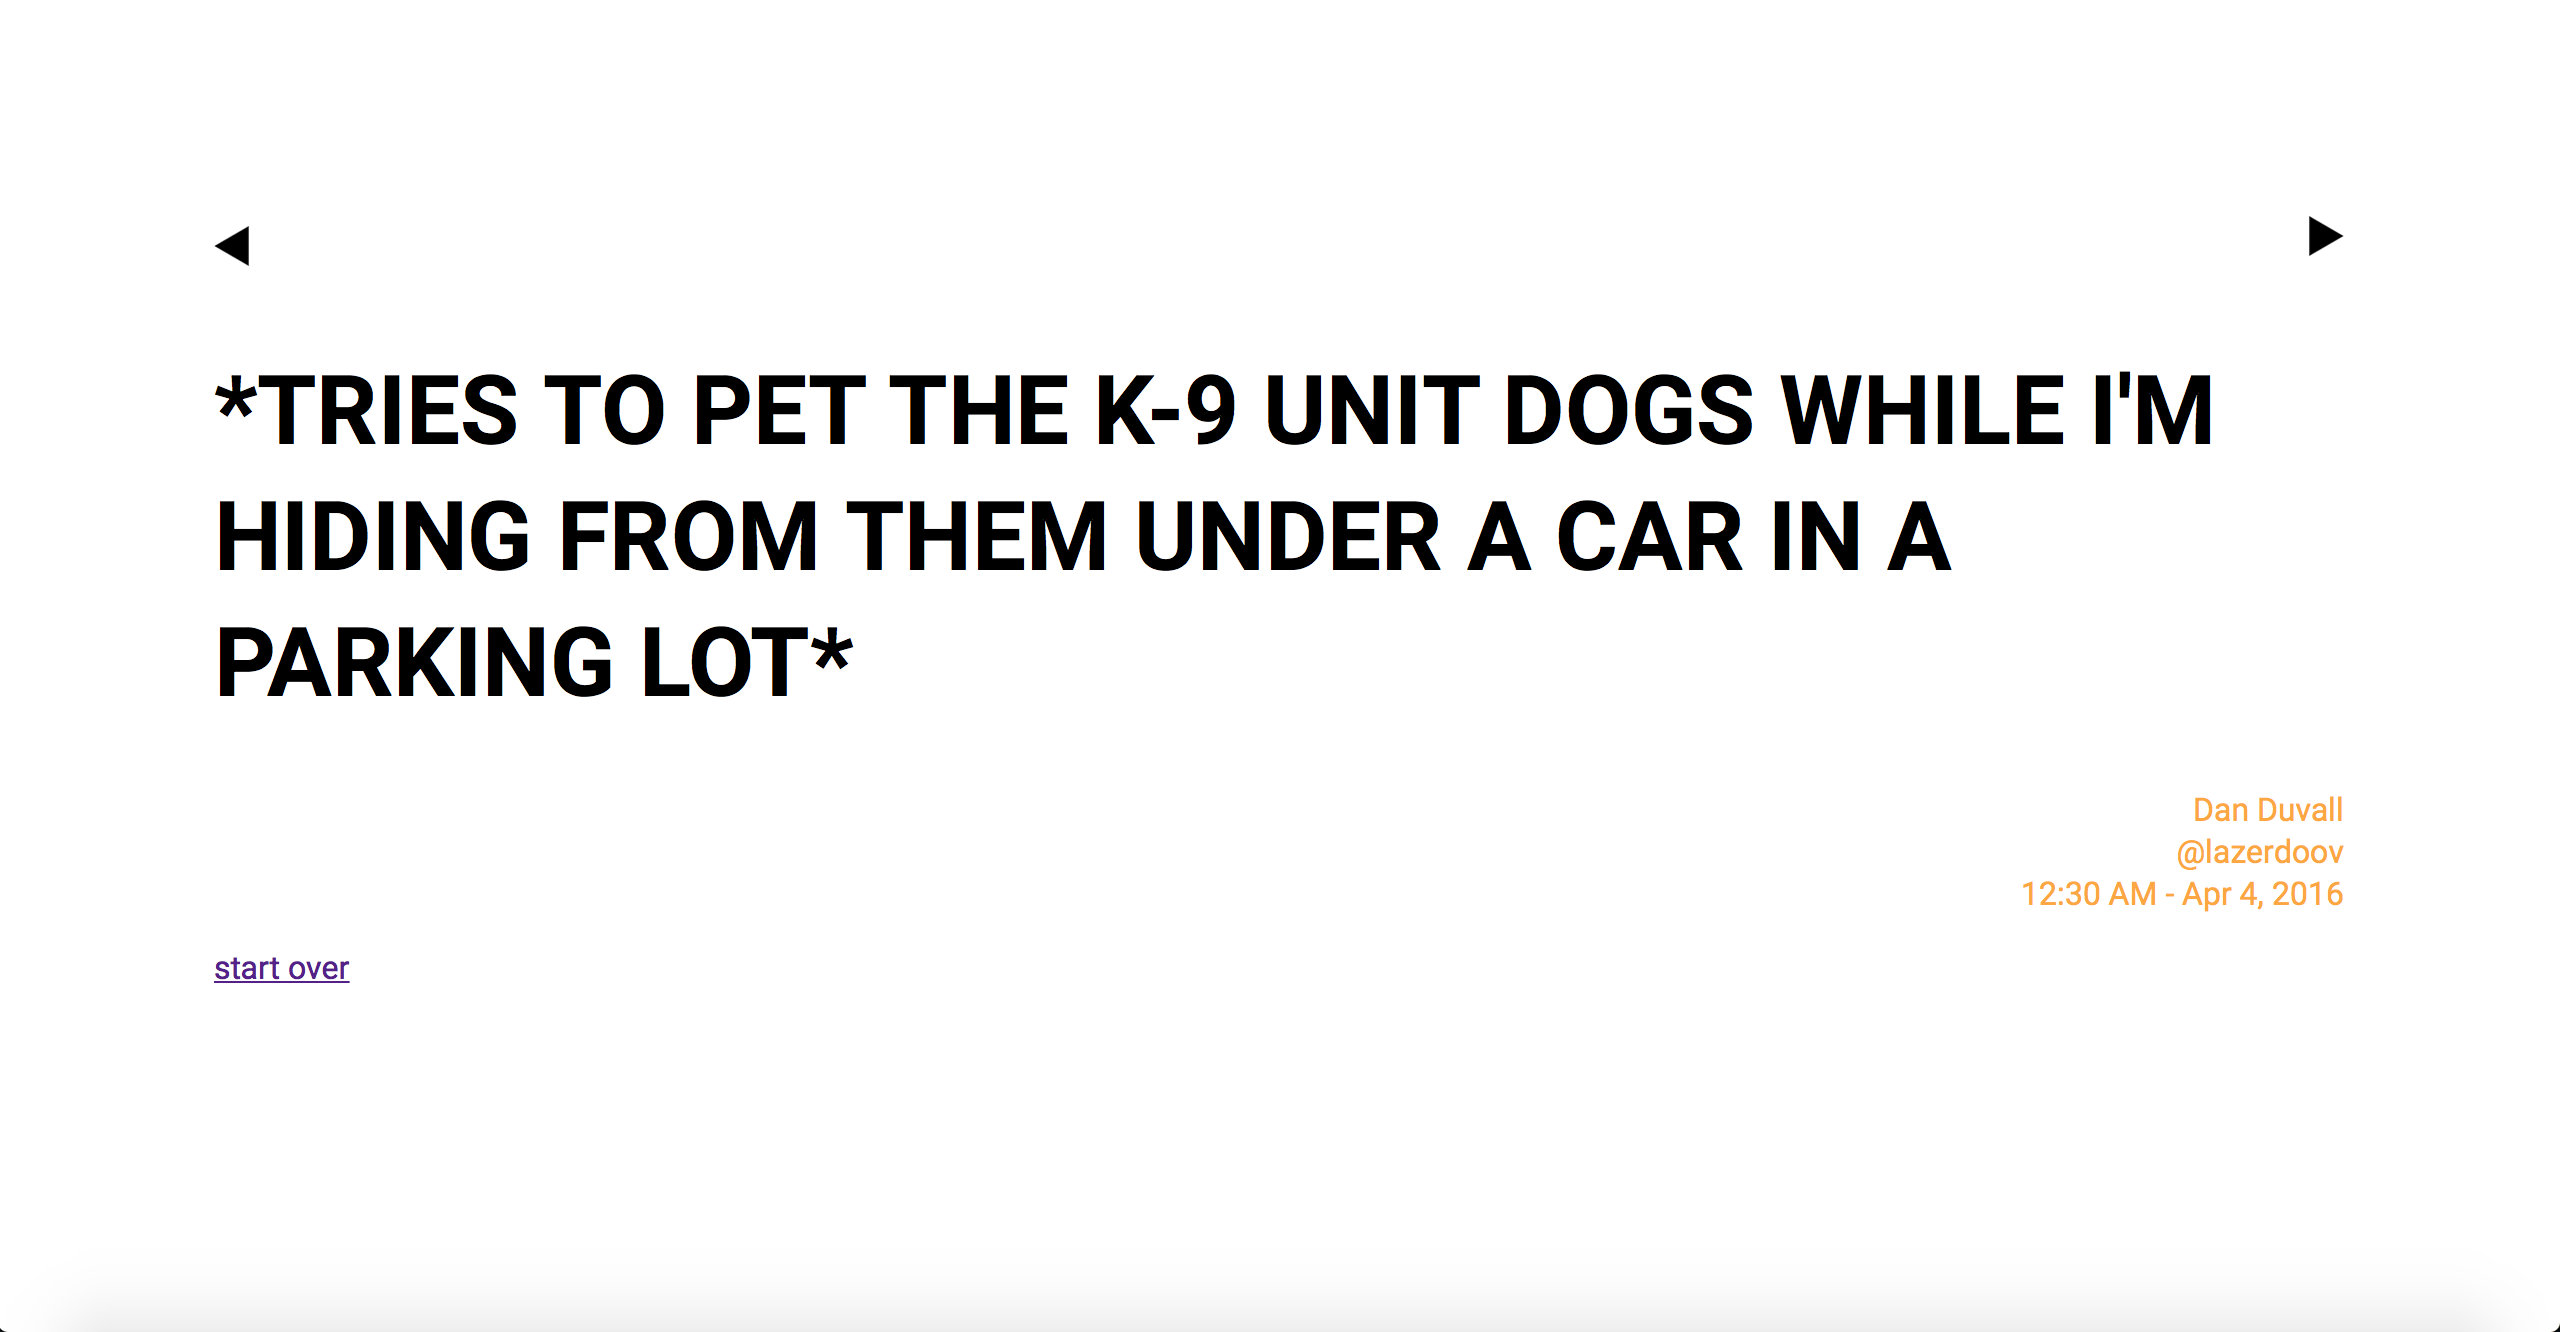 *TRIES TO PET THE K-9 UNIT DOGS WHILE I'M
HIDING FROM THEM UNDER A CAR IN A
PARKING LOT*
Dan Duvall
@lazerdoov
12:30 AM - Apr 4, 2016
start over